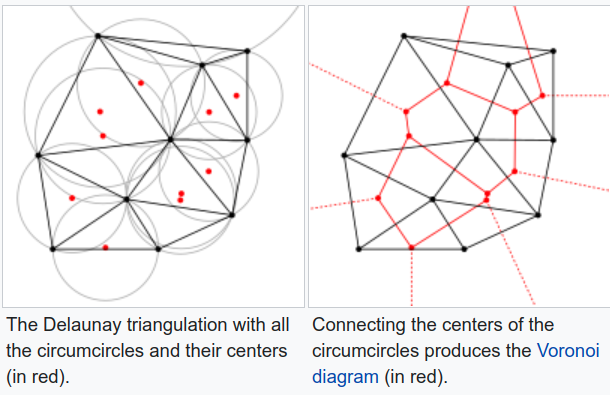 The Delaunay triangulation with all
the circumcircles and their centers
(in red).
Connecting the centers of the
circumcircles produces the Voronoi
diagram (in red).